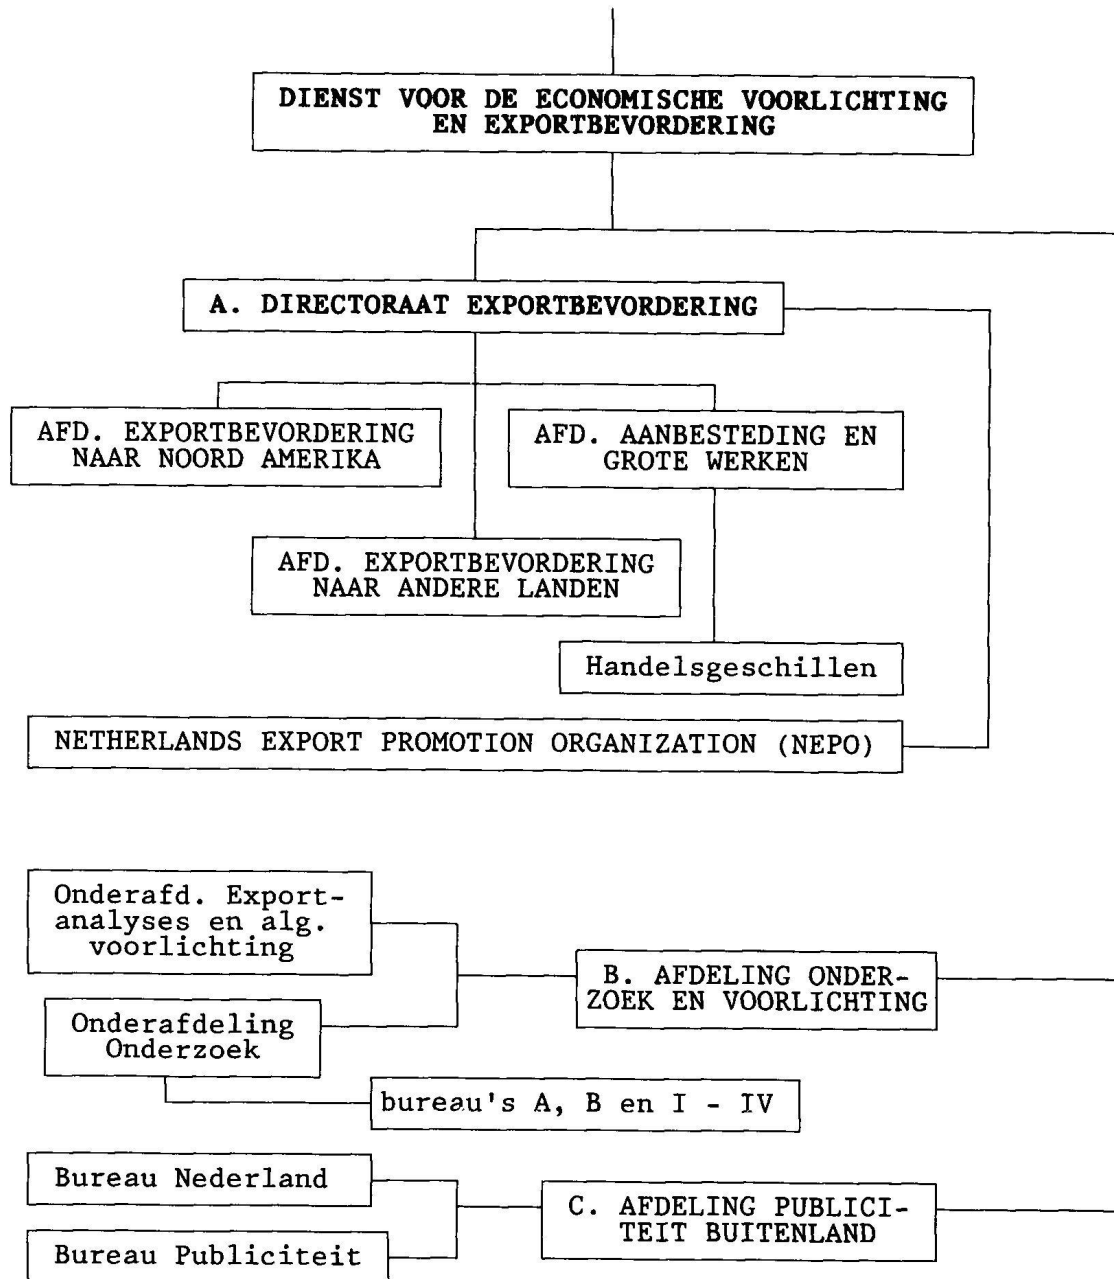 DIENST VOOR DE ECONOMISCHE VOORLICHTING
EN EXPORTBEVORDERING
A. DIRECTORAAT EXPORTBEVORDERING
AFD. EXPORTBEVORDERING
NAAR NOORD AMERIKA
AFD. AANBESTEDING EN
GROTE WERKEN
AFD. EXPORTBEVORDERING
NAAR ANDERE LANDEN
Handelsgeschillen
NETHERLANDS EXPORT PROMOTION ORGANIZATION (NEPO)
Onderafd. Export-
analyses en alg.
voorlichting
B. AFDELING ONDER-
ZOEK EN VOORLICHTING
Onderafdeling
Onderzoek
bureau's A, B en I - IV
Bureau Nederland
C. AFDELING PUBLICI-
TEIT BUITENLAND
Bureau Publiciteit